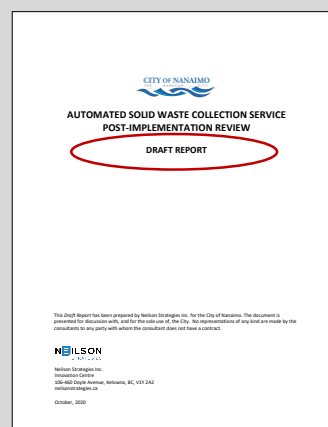 CITY OF NANAIMO
THE HARBOUR CITY
AUTOMATED SOLID WASTE COLLECTION SERVICE
POST-IMPLEMENTATION REVIEW
DRAFT REPORT
This Draft Report has been prepared by Neilson Strategies Inc. for the City of Nanaimo. The document is
presented for discussion with, and for the sole use of, the City. No representations of any kind are made by the
consultants to any party with whom the consultant does not have a contract.
NEILSON
STRATEGIES
Neilson Strategies Inc.
Innovation Centre
106-460 Doyle Avenue, Kelowna, BC, V1Y 2A2
neilsonstrategies.ca
October, 2020